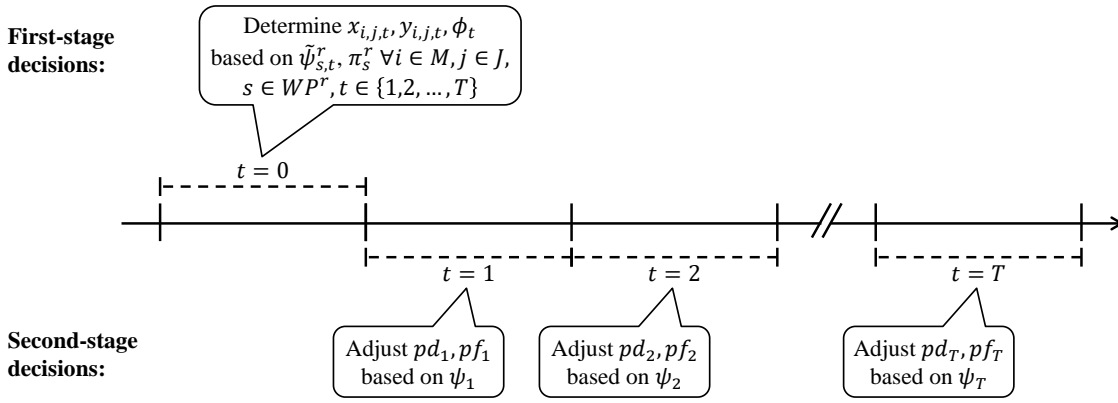 First-stage
decisions:
Determine x_{i,j,t}, y_{i,j,t}, ϕ_t
based on ψ̃^r_{s,t}, π^r_s ∀i ∈ M, j ∈ J,
s ∈ WP^r, t ∈ {1,2, … , T}
t = 0
t = 1
t = 2
t = T
Second-stage
decisions:
Adjust pd_1, pf_1
based on ψ_1
Adjust pd_2, pf_2
based on ψ_2
Adjust pd_T, pf_T
based on ψ_T